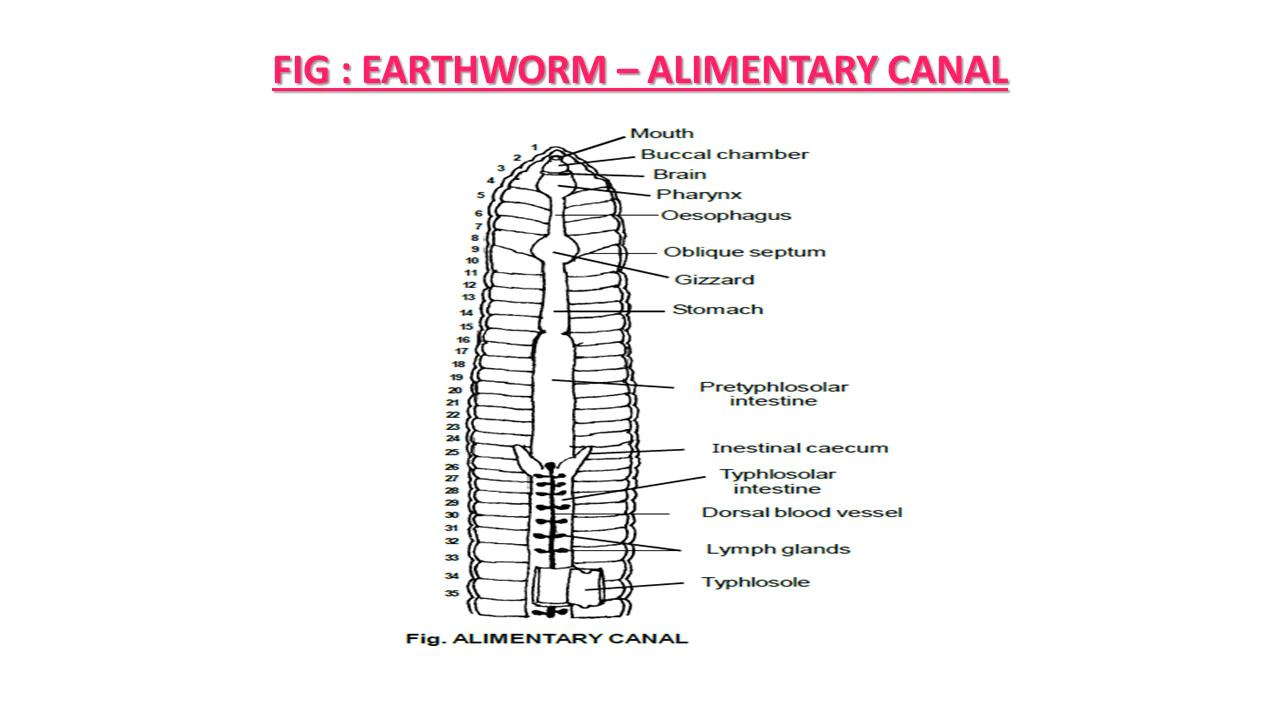 FIG : EARTHWORM – ALIMENTARY CANAL
Mouth
Buccal chamber
Brain
Pharynx
Oesophagus
Oblique septum
Gizzard
Stomach
Pretyphlosolar
intestine
Inestinal caecum
Typhlosolar
intestine
Dorsal blood vessel
Lymph glands
Typhlosole
1
2
3
4
5
6
7
8
9
10
11
12
13
14
15
16
17
18
19
20
21
22
23
24
25
26
27
28
29
30
31
32
33
34
35
Fig. ALIMENTARY CANAL